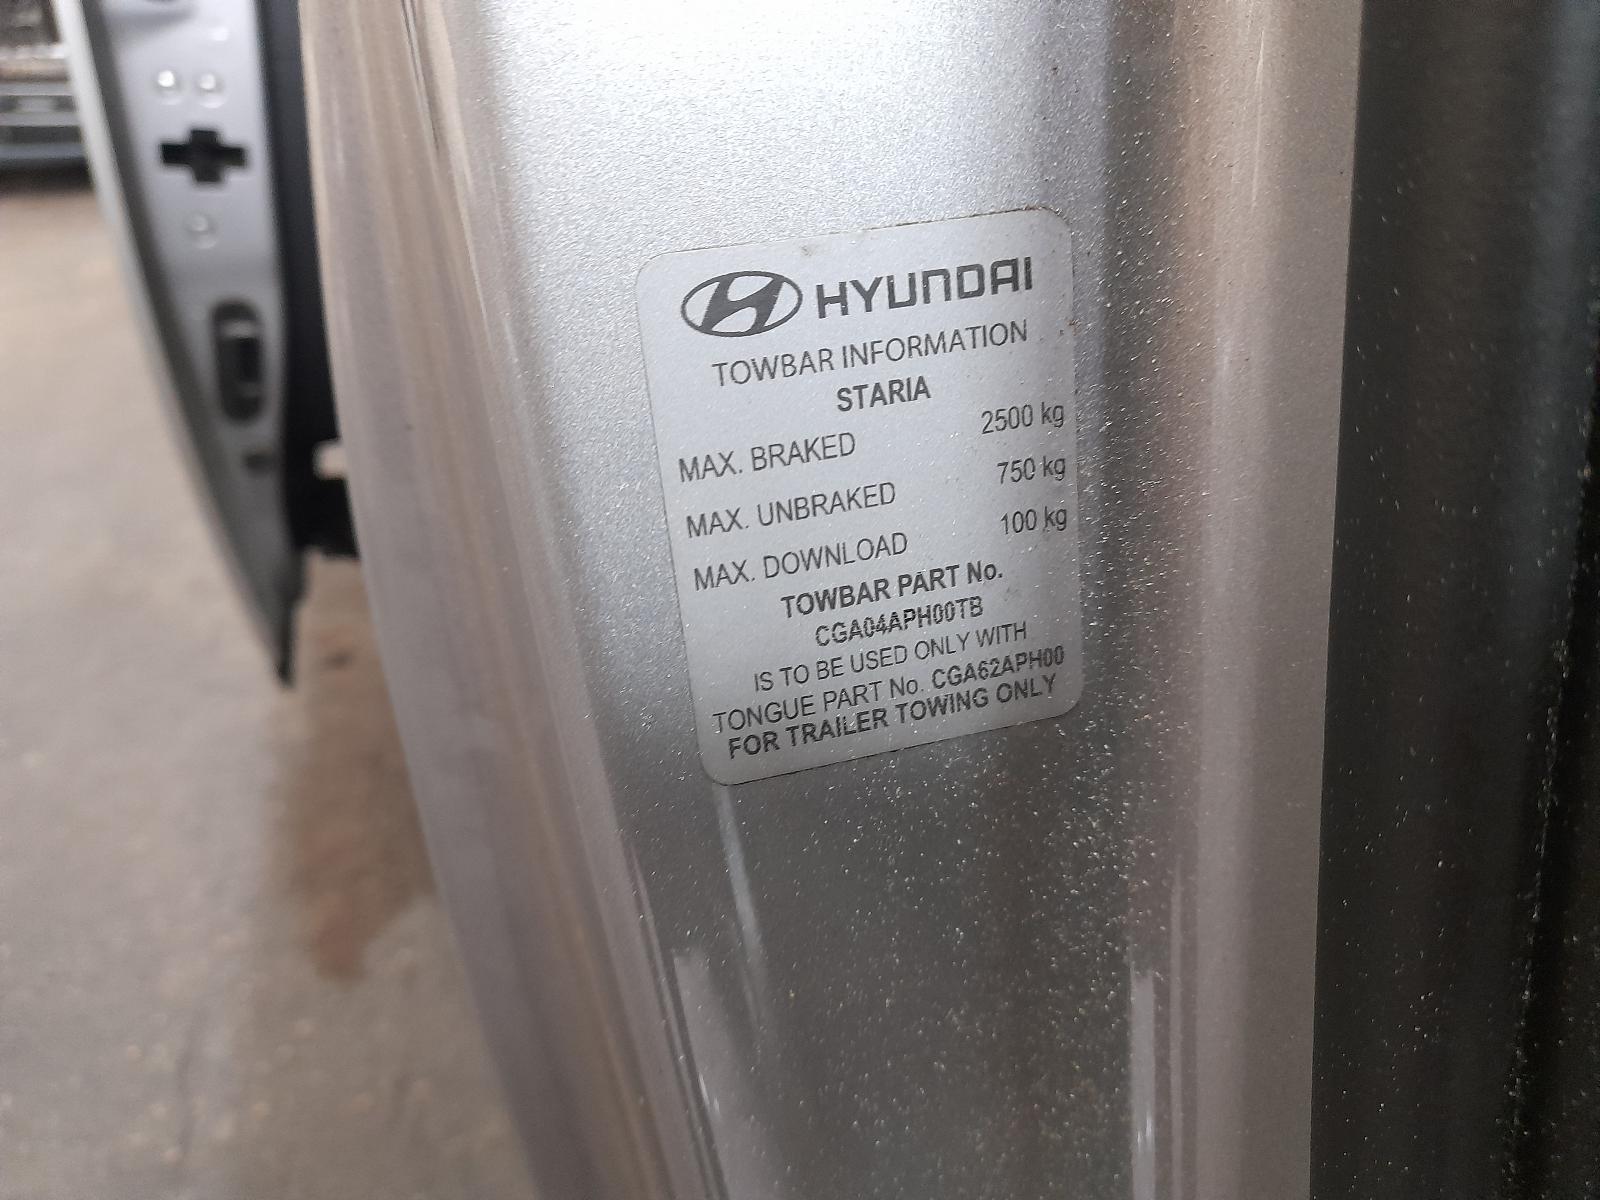 HYUNDAI
TOWBAR INFORMATION
STARIA
MAX. BRAKED 2500 kg
MAX. UNBRAKED 750 kg
MAX. DOWNLOAD 100 kg
TOWBAR PART No.
CGA04APH00TB
IS TO BE USED ONLY WITH
TONGUE PART No. CGA62APH00
FOR TRAILER TOWING ONLY